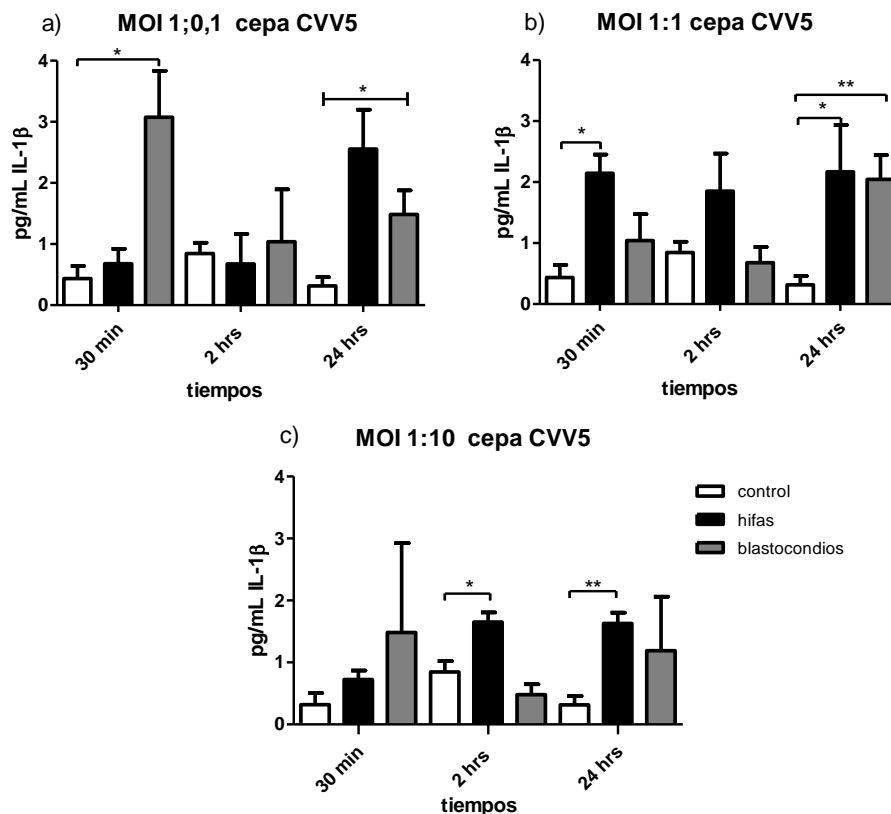 a) MOI 1;0,1 cepa CVV5
pg/mL IL-1β
4
3
2
1
0
*
*
30 min
2 hrs
24 hrs
tiempos
b) MOI 1:1 cepa CVV5
pg/mL IL-1β
4
3
2
1
0
*
**
*
30 min
2 hrs
24 hrs
tiempos
c) MOI 1:10 cepa CVV5
pg/mL IL-1β
4
3
2
1
0
*
**
30 min
2 hrs
24 hrs
tiempos
control
hifas
blastocondios